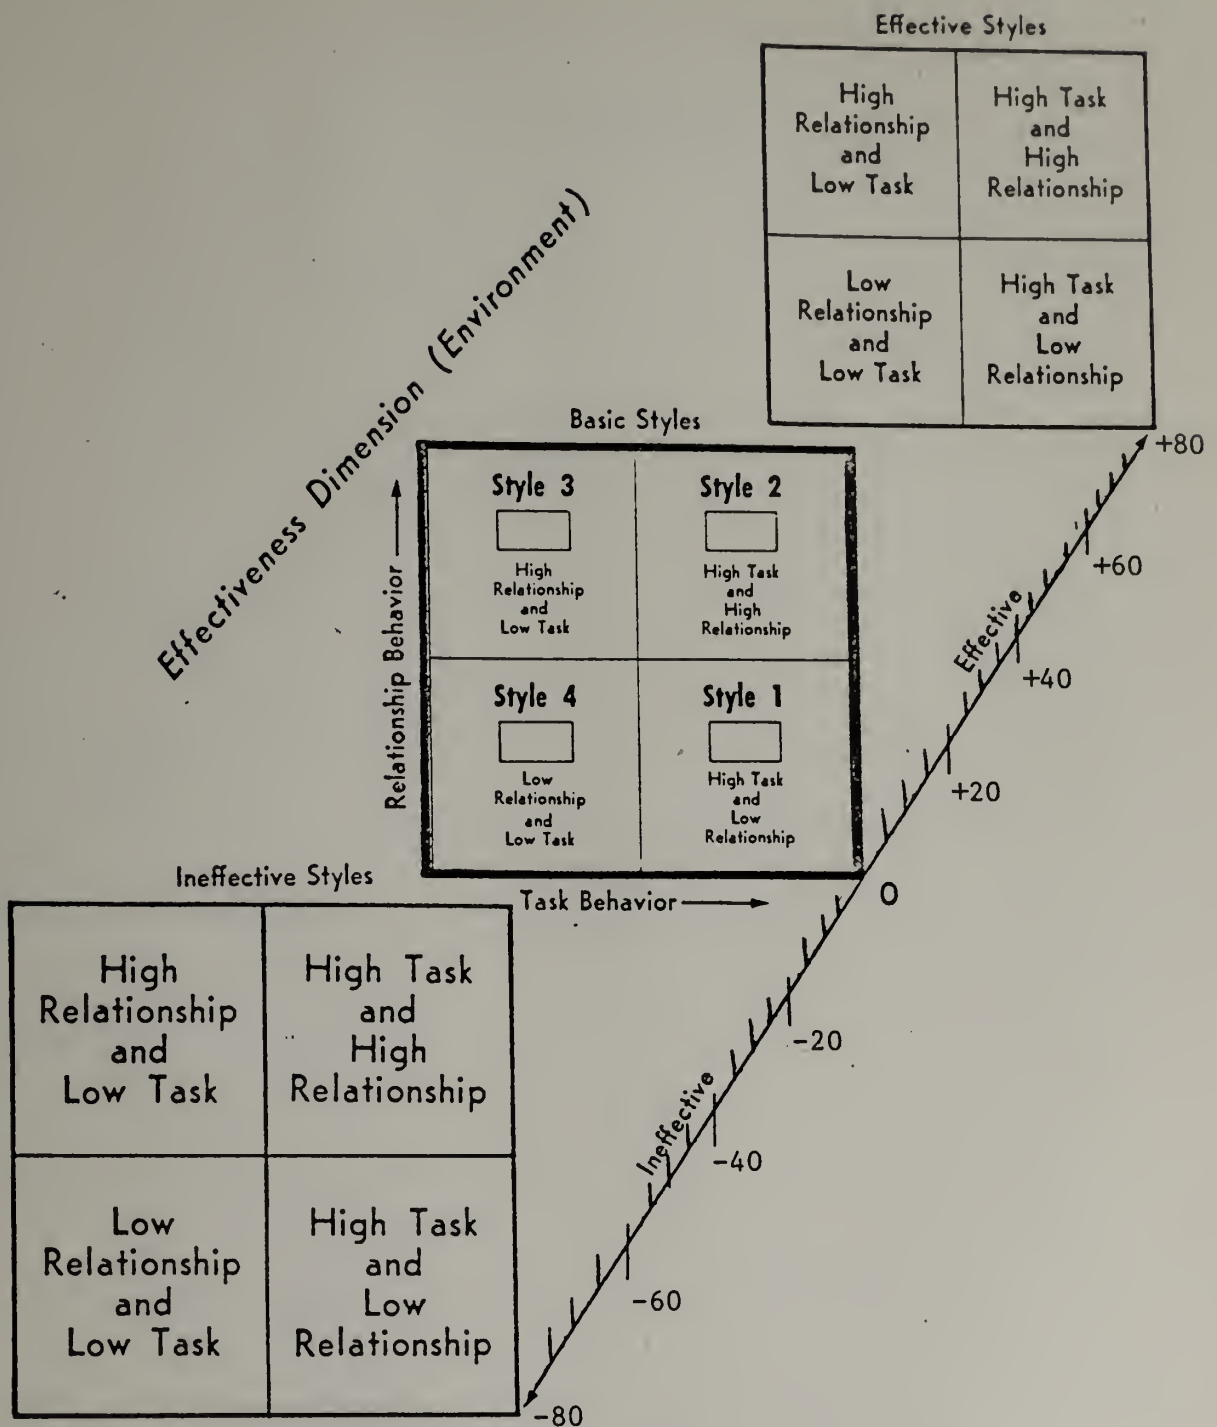 Effective Styles
High
Relationship
and
Low Task
High Task
and
High
Relationship
Low
Relationship
and
Low Task
High Task
and
Low
Relationship
Effectiveness Dimension (Environment)
Basic Styles
Relationship Behavior
Style 3
High
Relationship
and
Low Task
Style 2
High Task
and
High
Relationship
Style 4
Low
Relationship
and
Low Task
Style 1
High Task
and
Low
Relationship
Task Behavior
+80
+60
Effective
+40
+20
0
-20
Ineffective
-40
-60
-80
Ineffective Styles
High
Relationship
and
Low Task
High Task
and
High
Relationship
Low
Relationship
and
Low Task
High Task
and
Low
Relationship